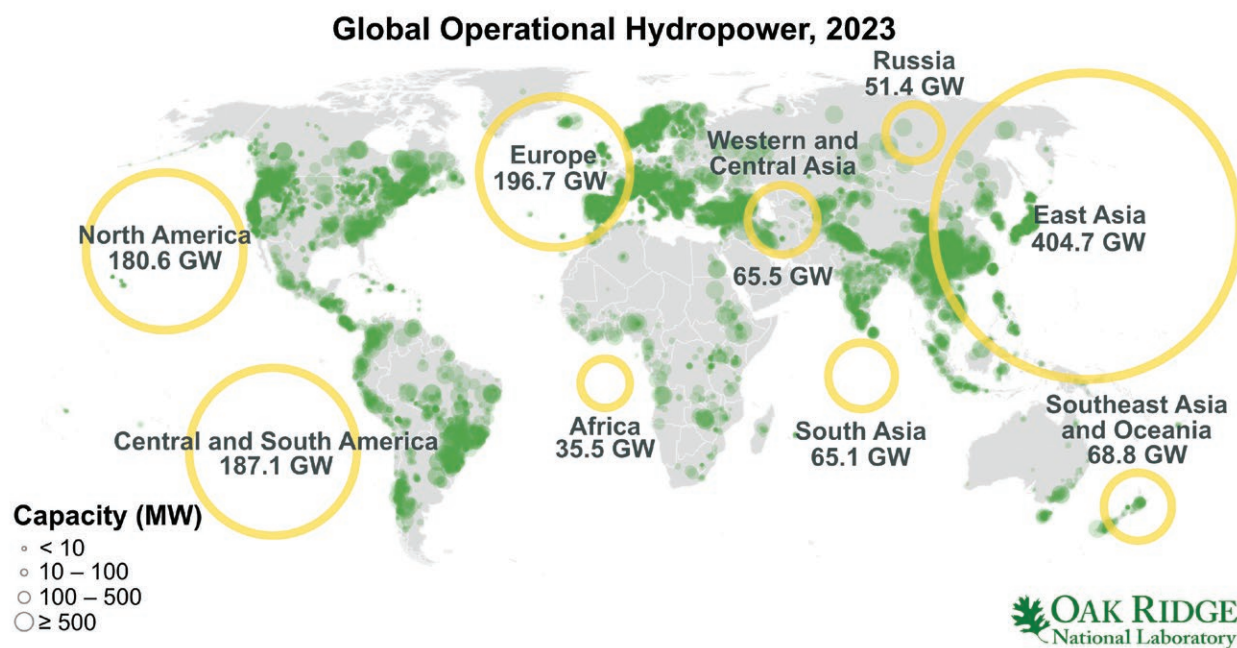 Global Operational Hydropower, 2023
Russia
51.4 GW
Europe
196.7 GW
Western and
Central Asia
65.5 GW
East Asia
404.7 GW
North America
180.6 GW
Central and South America
187.1 GW
Africa
35.5 GW
South Asia
65.1 GW
Southeast Asia
and Oceania
68.8 GW
Capacity (MW)
< 10
10 – 100
100 – 500
≥ 500
OAK RIDGE
National Laboratory